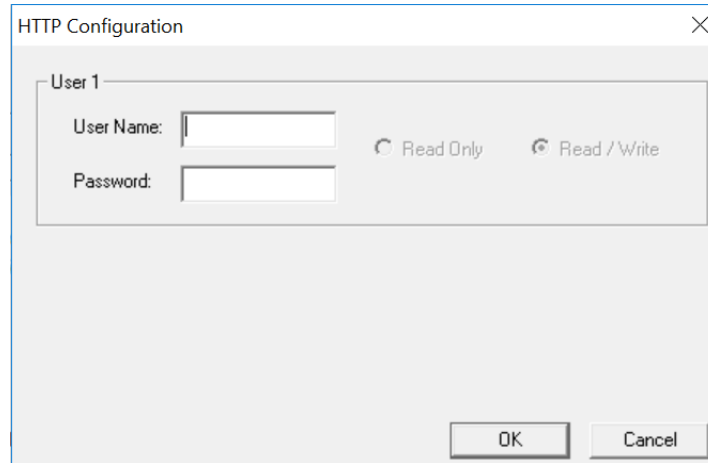 HTTP Configuration
User 1
User Name:
Read Only
Read / Write
Password:
OK
Cancel